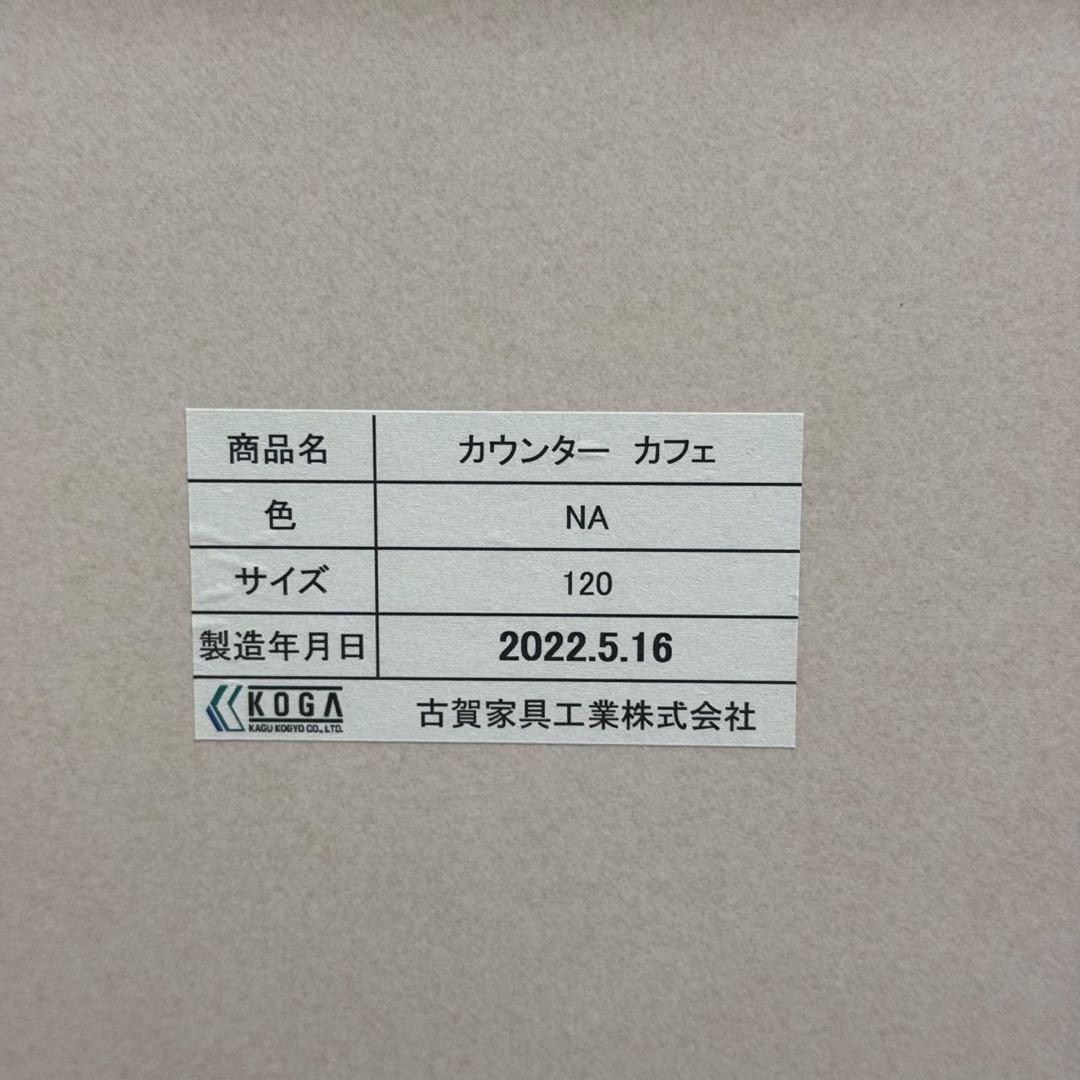 商品名 カウンター カフェ
色 NA
サイズ 120
製造年月日 2022.5.16
KOGA 古賀家具工業株式会社
KAGU KOGYO CO., LTD.